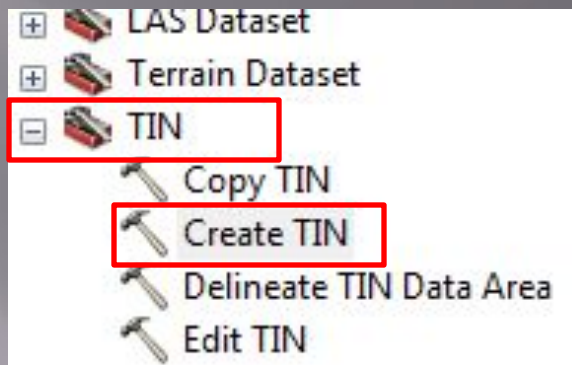 LAS Dataset
Terrain Dataset
TIN
Copy TIN
Create TIN
Delineate TIN Data Area
Edit TIN